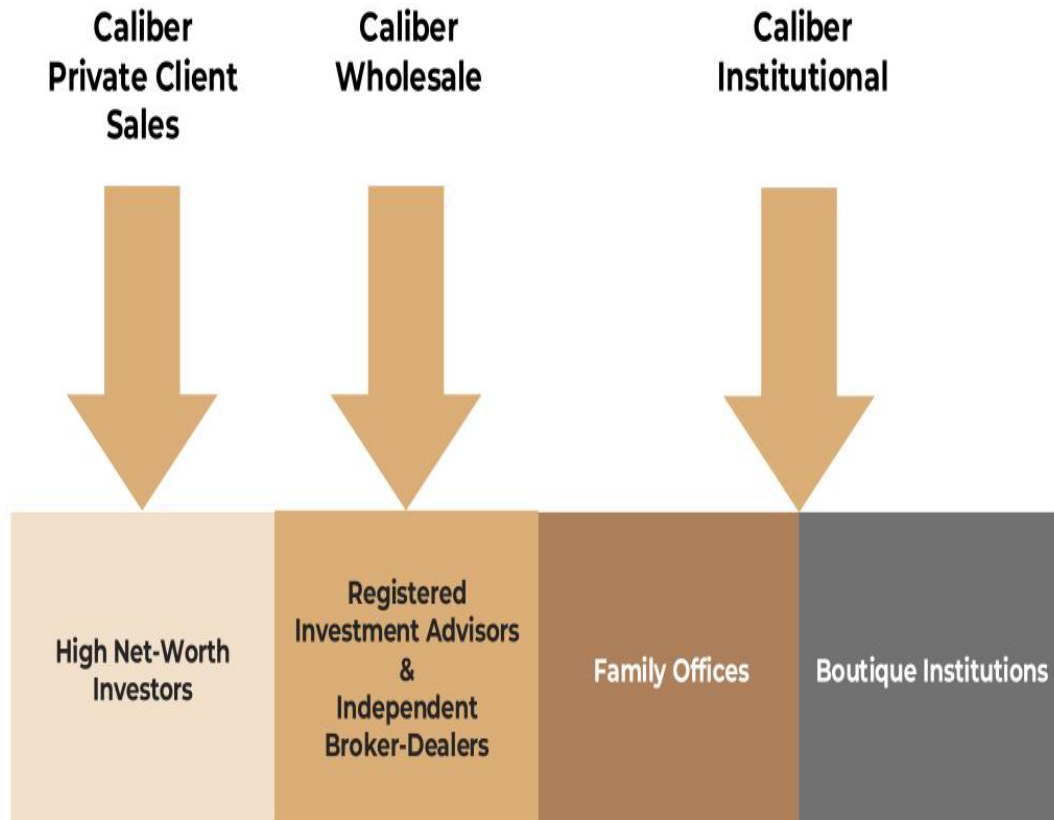 Caliber
Private Client
Sales
Caliber
Wholesale
Caliber
Institutional
High Net-Worth
Investors
Registered
Investment Advisors
&
Independent
Broker-Dealers
Family Offices
Boutique Institutions